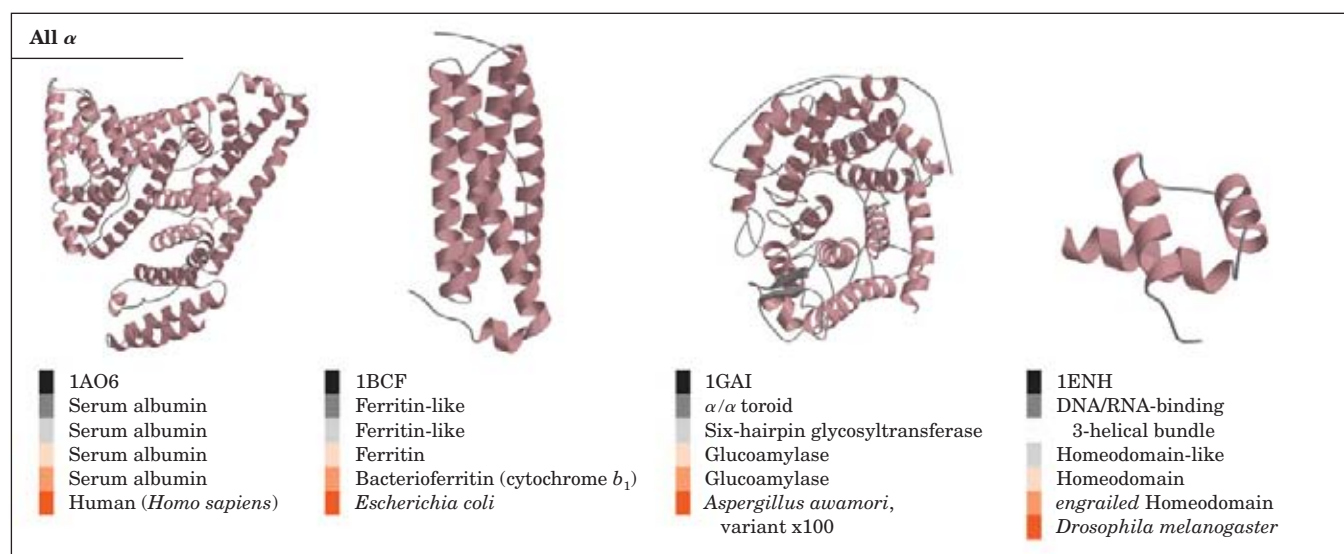 All α
1AO6
Serum albumin
Serum albumin
Serum albumin
Serum albumin
Human (Homo sapiens)
1BCF
Ferritin-like
Ferritin-like
Ferritin
Bacterioferritin (cytochrome b₁)
Escherichia coli
1GAI
α/α toroid
Six-hairpin glycosyltransferase
Glucoamylase
Glucoamylase
Aspergillus awamori,
variant x100
1ENH
DNA/RNA-binding
3-helical bundle
Homeodomain-like
Homeodomain
engrailed Homeodomain
Drosophila melanogaster